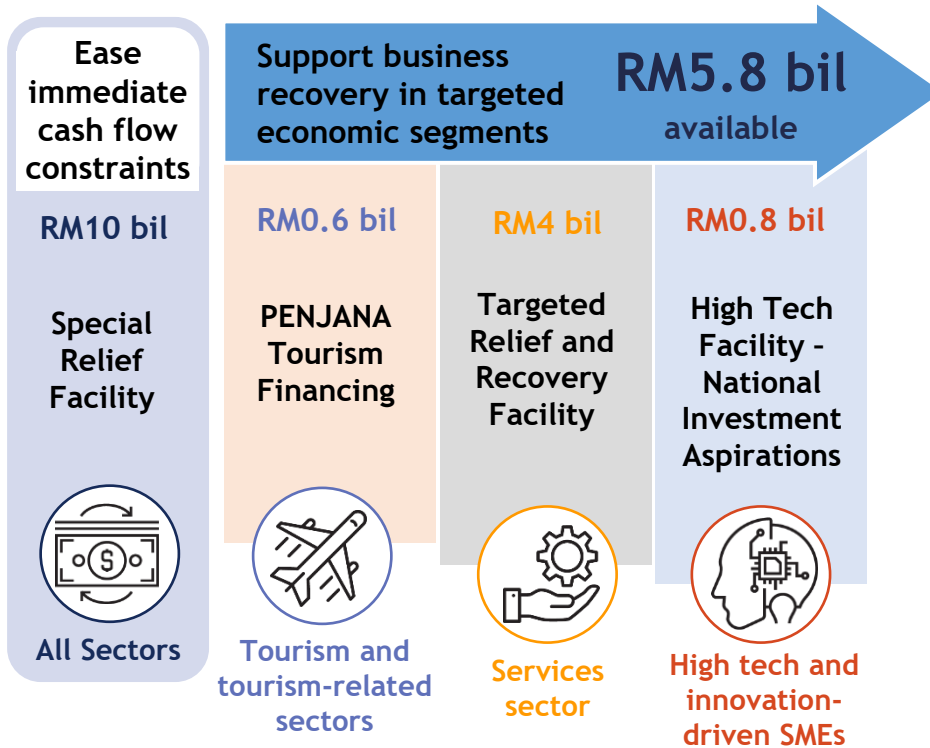 Ease
immediate
cash flow
constraints
RM10 bil
Special
Relief
Facility
$
All Sectors
Support business
recovery in targeted
economic segments
RM5.8 bil
available
RM0.6 bil
PENJANA
Tourism
Financing
Tourism and
tourism-related
sectors
RM4 bil
Targeted
Relief and
Recovery
Facility
Services
sector
RM0.8 bil
High Tech
Facility –
National
Investment
Aspirations
High tech and
innovation-
driven SMEs